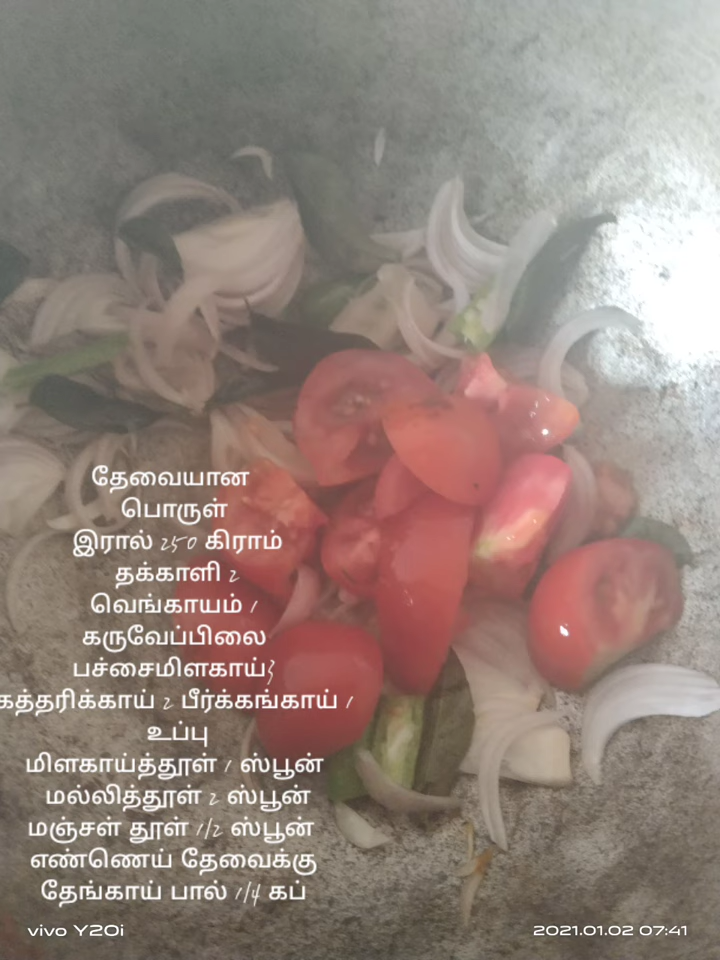 தேவையான
பொருள்
இரால் 250 கிராம்
தக்காளி 2
வெங்காயம் 1
கருவேப்பிலை
பச்சைமிளகாய்3
கத்தரிக்காய் 2 பீர்க்கங்காய் 1
உப்பு
மிளகாய்த்தூள் 1 ஸ்பூன்
மல்லித்தூள் 2 ஸ்பூன்
மஞ்சள் தூள் 1/2 ஸ்பூன்
எண்ணெய் தேவைக்கு
தேங்காய் பால் 1/4 கப்
vivo Y20i
2021.01.02 07:41